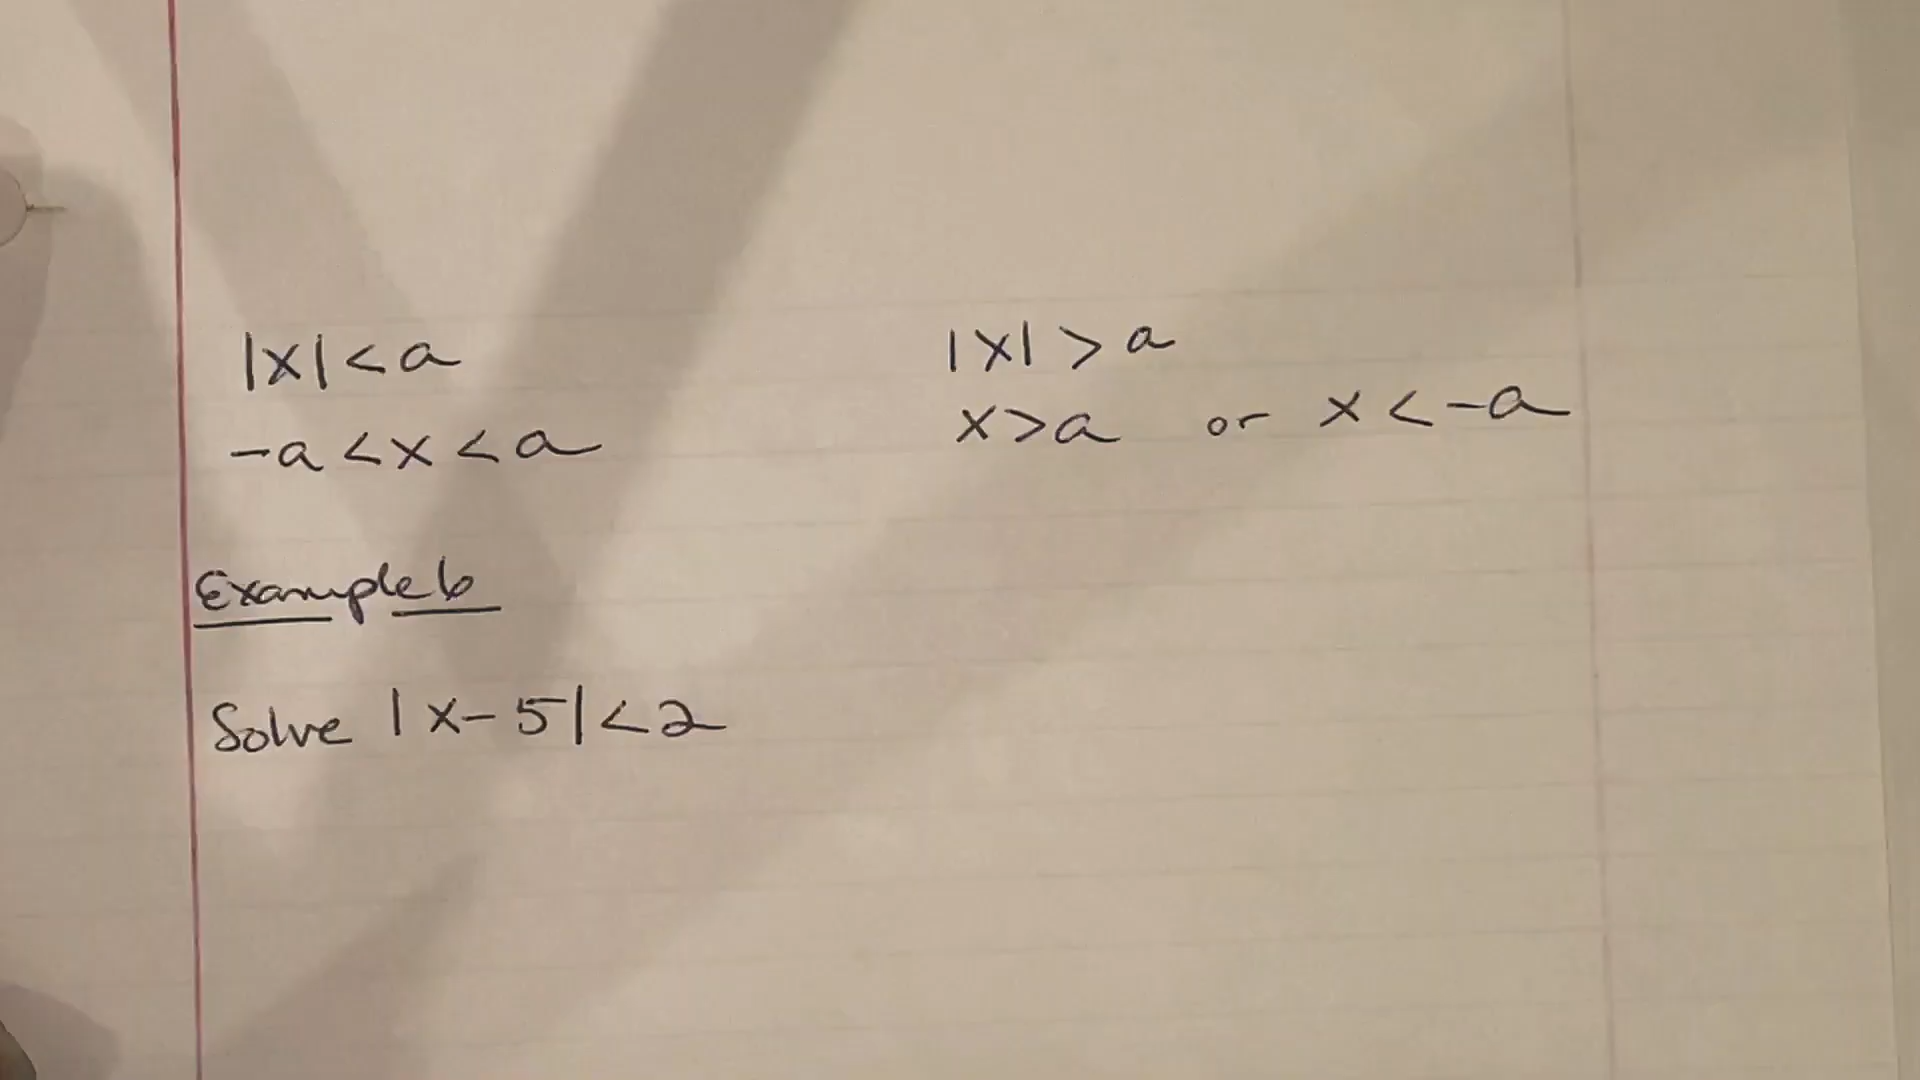 |x| < a
-a < x < a
|x| > a
x > a or x < -a
Example 6
Solve |x - 5| < 2